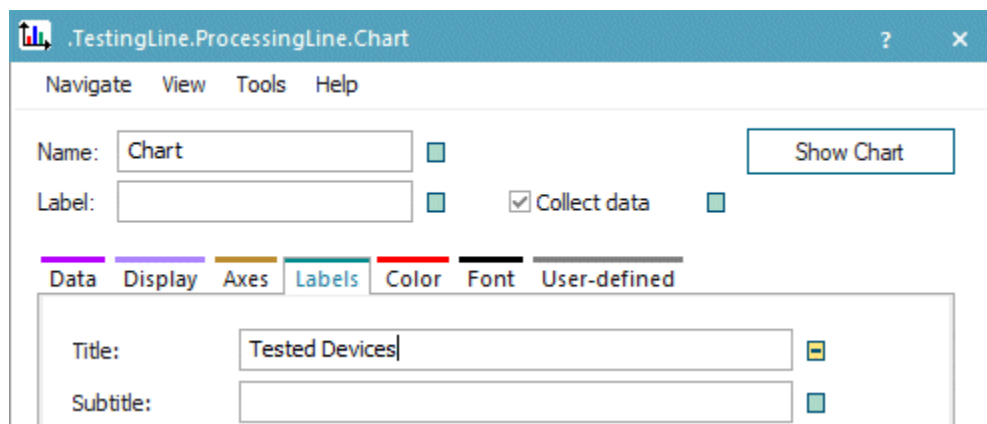 .TestingLine.ProcessingLine.Chart ? ×
Navigate View Tools Help
Name: Chart Show Chart
Label: Collect data
Data Display Axes Labels Color Font User-defined
Title: Tested Devices
Subtitle: